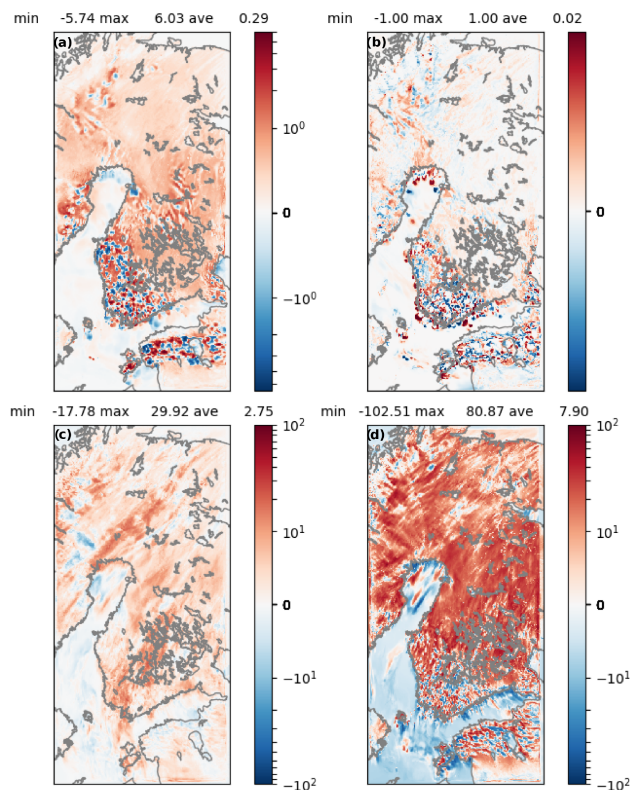 min -5.74 max 6.03 ave 0.29
(a)
10⁰
0
−10⁰
min -1.00 max 1.00 ave 0.02
(b)
0
min -17.78 max 29.92 ave 2.75
(c)
10²
10¹
0
−10¹
−10²
min -102.51 max 80.87 ave 7.90
(d)
10²
10¹
0
−10¹
−10²